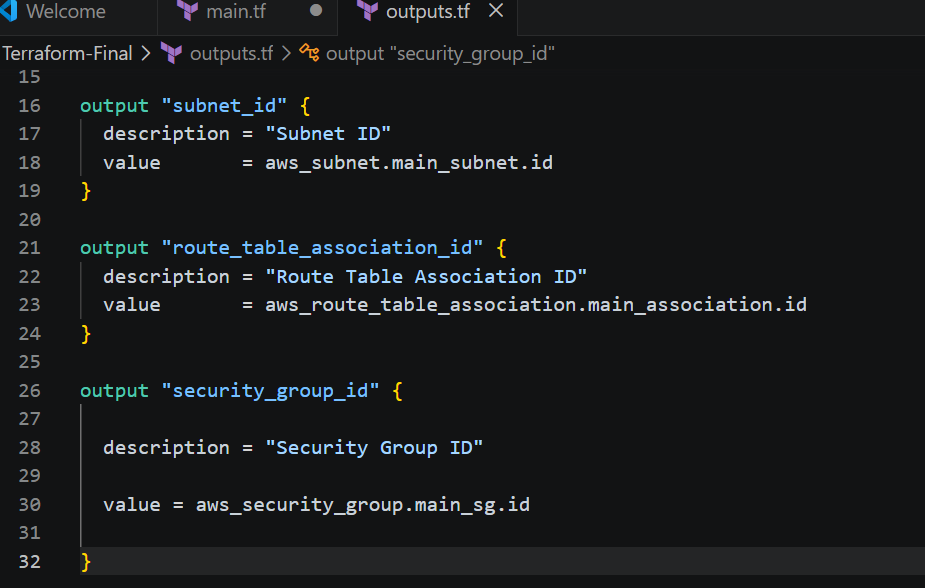 Welcome main.tf outputs.tf
Terraform-Final > outputs.tf > output "security_group_id"
15
16 output "subnet_id" {
17 description = "Subnet ID"
18 value = aws_subnet.main_subnet.id
19 }
20
21 output "route_table_association_id" {
22 description = "Route Table Association ID"
23 value = aws_route_table_association.main_association.id
24 }
25
26 output "security_group_id" {
27
28 description = "Security Group ID"
29
30 value = aws_security_group.main_sg.id
31
32 }